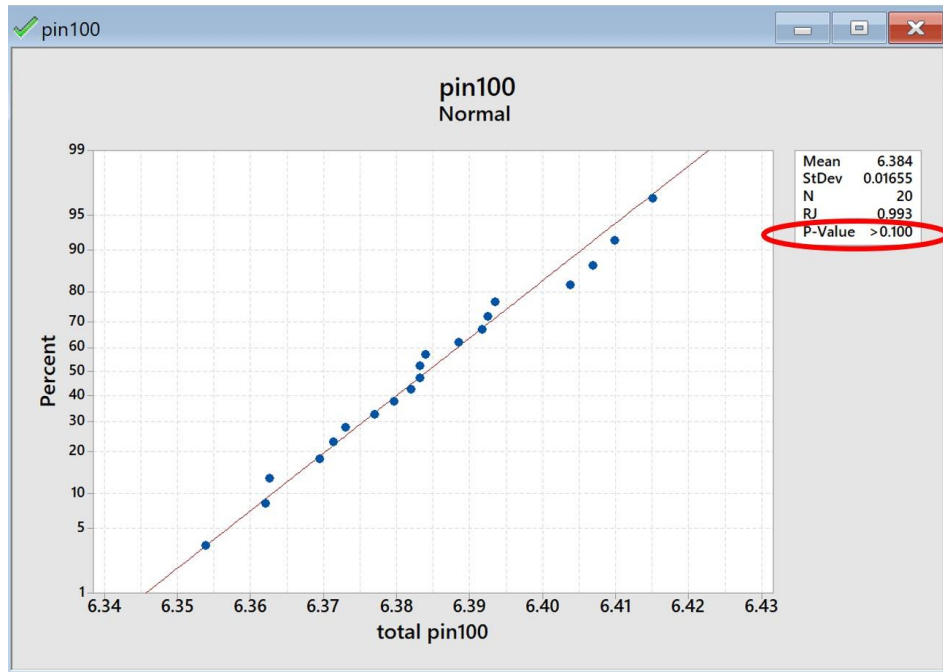 pin100
pin100
Normal
99
95
90
80
70
60
50
40
30
20
10
5
1
Percent
6.34 6.35 6.36 6.37 6.38 6.39 6.40 6.41 6.42 6.43
total pin100
Mean 6.384
StDev 0.01655
N 20
RJ 0.993
P-Value >0.100